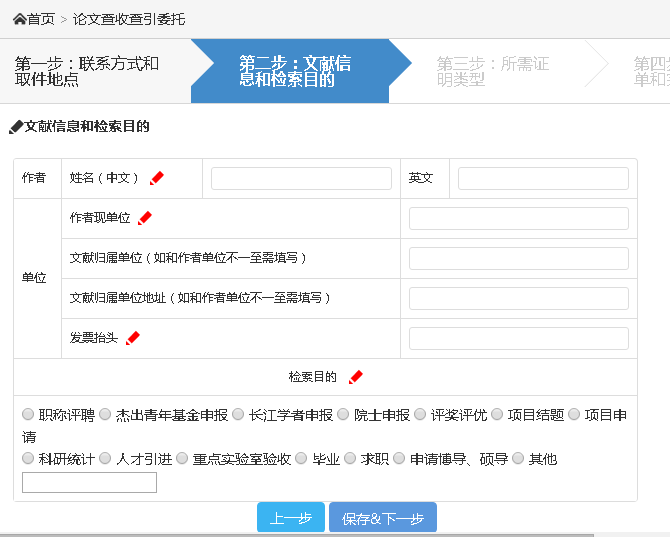 首页 > 论文查收查引委托
第一步：联系方式和
取件地点
第二步：文献信
息和检索目的
第三步：所需证
明类型
第四步
单和完
文献信息和检索目的
作者 姓名（中文） 英文
单位
作者现单位
文献归属单位（如和作者单位不一至需填写）
文献归属单位地址（如和作者单位不一至需填写）
发票抬头
检索目的
职称评聘 杰出青年基金申报 长江学者申报 院士申报 评奖评优 项目结题 项目申
请
科研统计 人才引进 重点实验室验收 毕业 求职 申请博导、硕导 其他
上一步 保存&下一步